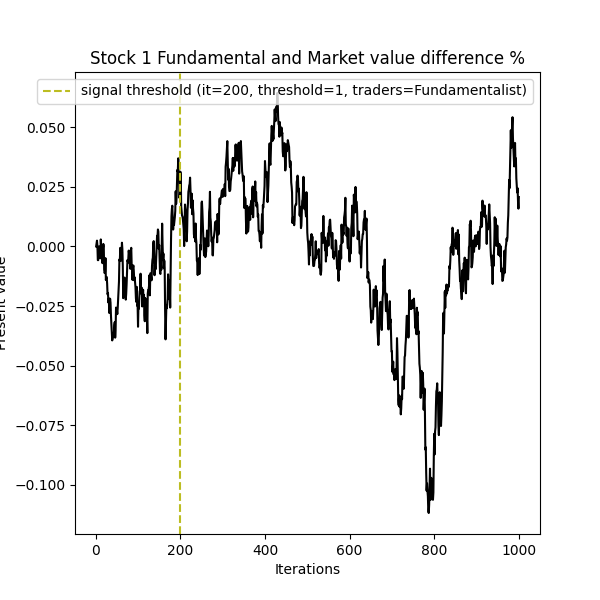 Stock 1 Fundamental and Market value difference %
signal threshold (it=200, threshold=1, traders=Fundamentalist)
0.050
0.025
0.000
−0.025
−0.050
−0.075
−0.100
Present value
0 200 400 600 800 1000
Iterations